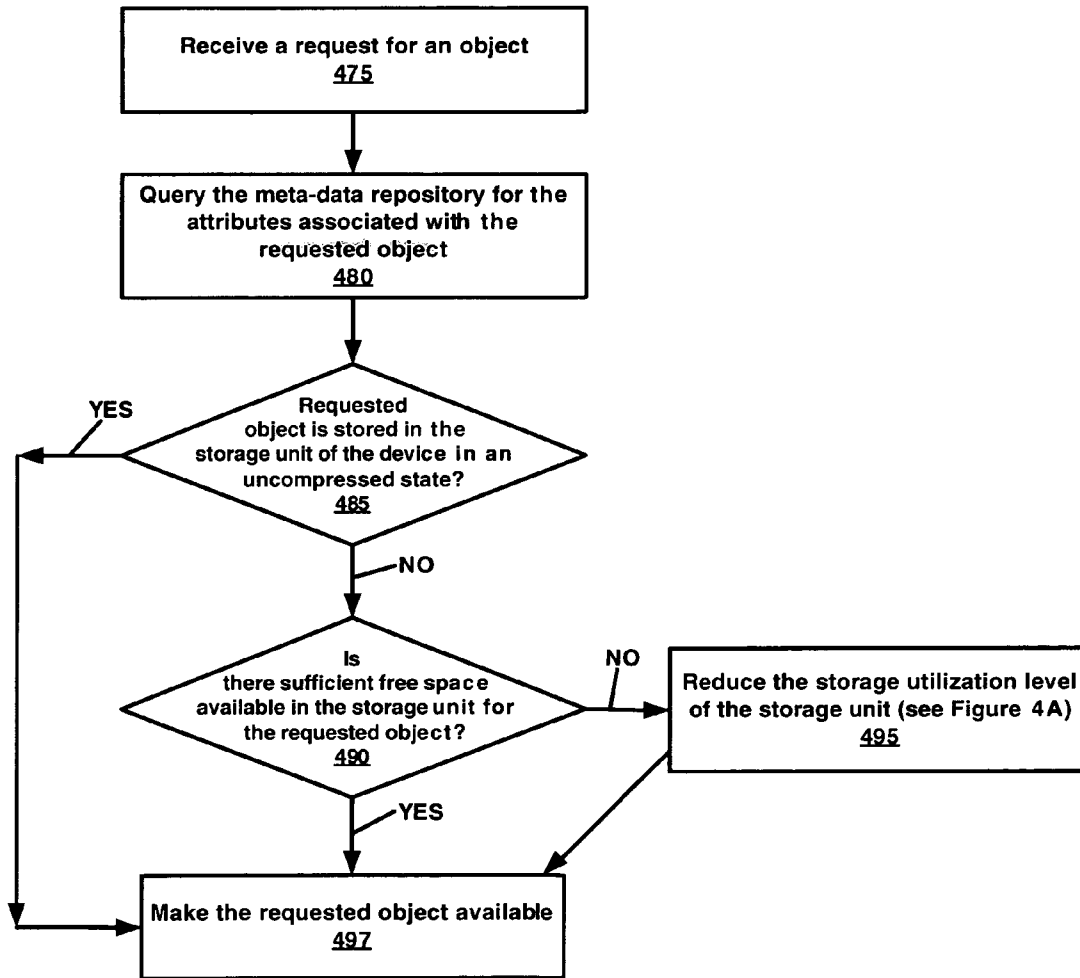 Receive a request for an object
475
Query the meta-data repository for the
attributes associated with the
requested object
480
YES
Requested
object is stored in the
storage unit of the device in an
uncompressed state?
485
NO
Is
there sufficient free space
available in the storage unit for
the requested object?
490
NO
Reduce the storage utilization level
of the storage unit (see Figure 4A)
495
YES
Make the requested object available
497